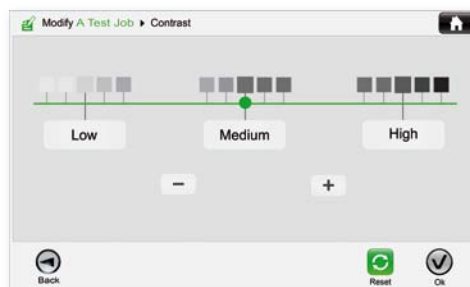 Modify A Test Job ▸ Contrast
Low Medium High
− +
Back Reset Ok